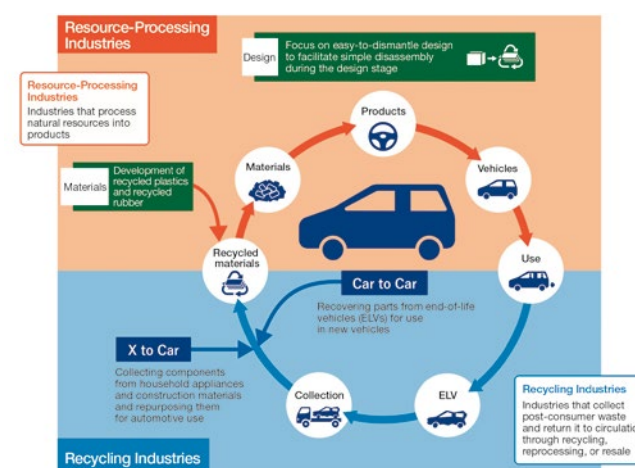 Resource-Processing
Industries
Design
Focus on easy-to-dismantle design
to facilitate simple disassembly
during the design stage
Resource-Processing
Industries
Industries that process
natural resources into
products
Products
Materials
Development of
recycled plastics
and recycled
rubber
Materials
Vehicles
Recycled
materials
Use
Car to Car
Recovering parts from end-of-life
vehicles (ELVs) for use
in new vehicles
X to Car
Collecting components
from household appliances
and construction materials
and repurposing them
for automotive use
Collection
ELV
Recycling Industries
Industries that collect
post-consumer waste
and return it to circulatio
through recycling,
reprocessing, or resale
Recycling Industries